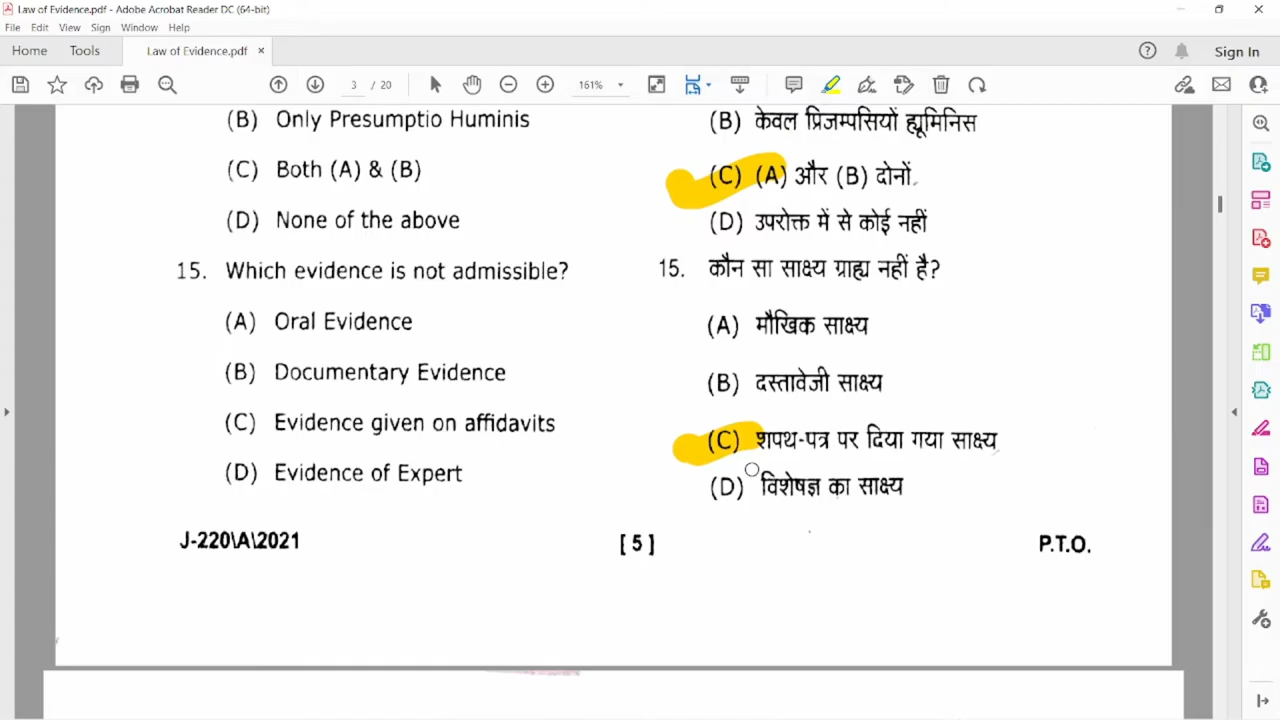 Law of Evidence.pdf - Adobe Acrobat Reader DC (64-bit)
File Edit View Sign Window Help
Home Tools Law of Evidence.pdf × Sign In
3 / 20 161%
(B) Only Presumptio Huminis
(C) Both (A) & (B)
(D) None of the above
15. Which evidence is not admissible?
(A) Oral Evidence
(B) Documentary Evidence
(C) Evidence given on affidavits
(D) Evidence of Expert
(B) केवल प्रिजम्पसियों ह्यूमिनिस
(C) (A) और (B) दोनों
(D) उपरोक्त में से कोई नहीं
15. कौन सा साक्ष्य ग्राह्य नहीं है?
(A) मौखिक साक्ष्य
(B) दस्तावेजी साक्ष्य
(C) शपथ-पत्र पर दिया गया साक्ष्य
(D) विशेषज्ञ का साक्ष्य
J-220\A\2021 [ 5 ] P.T.O.